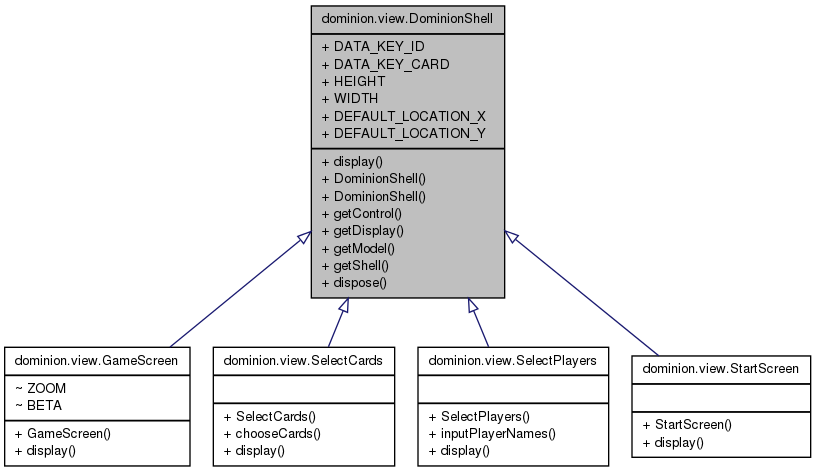 dominion.view.DominionShell
+ DATA_KEY_ID
+ DATA_KEY_CARD
+ HEIGHT
+ WIDTH
+ DEFAULT_LOCATION_X
+ DEFAULT_LOCATION_Y
+ display()
+ DominionShell()
+ DominionShell()
+ getControl()
+ getDisplay()
+ getModel()
+ getShell()
+ dispose()
dominion.view.GameScreen
~ ZOOM
~ BETA
+ GameScreen()
+ display()
dominion.view.SelectCards
+ SelectCards()
+ chooseCards()
+ display()
dominion.view.SelectPlayers
+ SelectPlayers()
+ inputPlayerNames()
+ display()
dominion.view.StartScreen
+ StartScreen()
+ display()